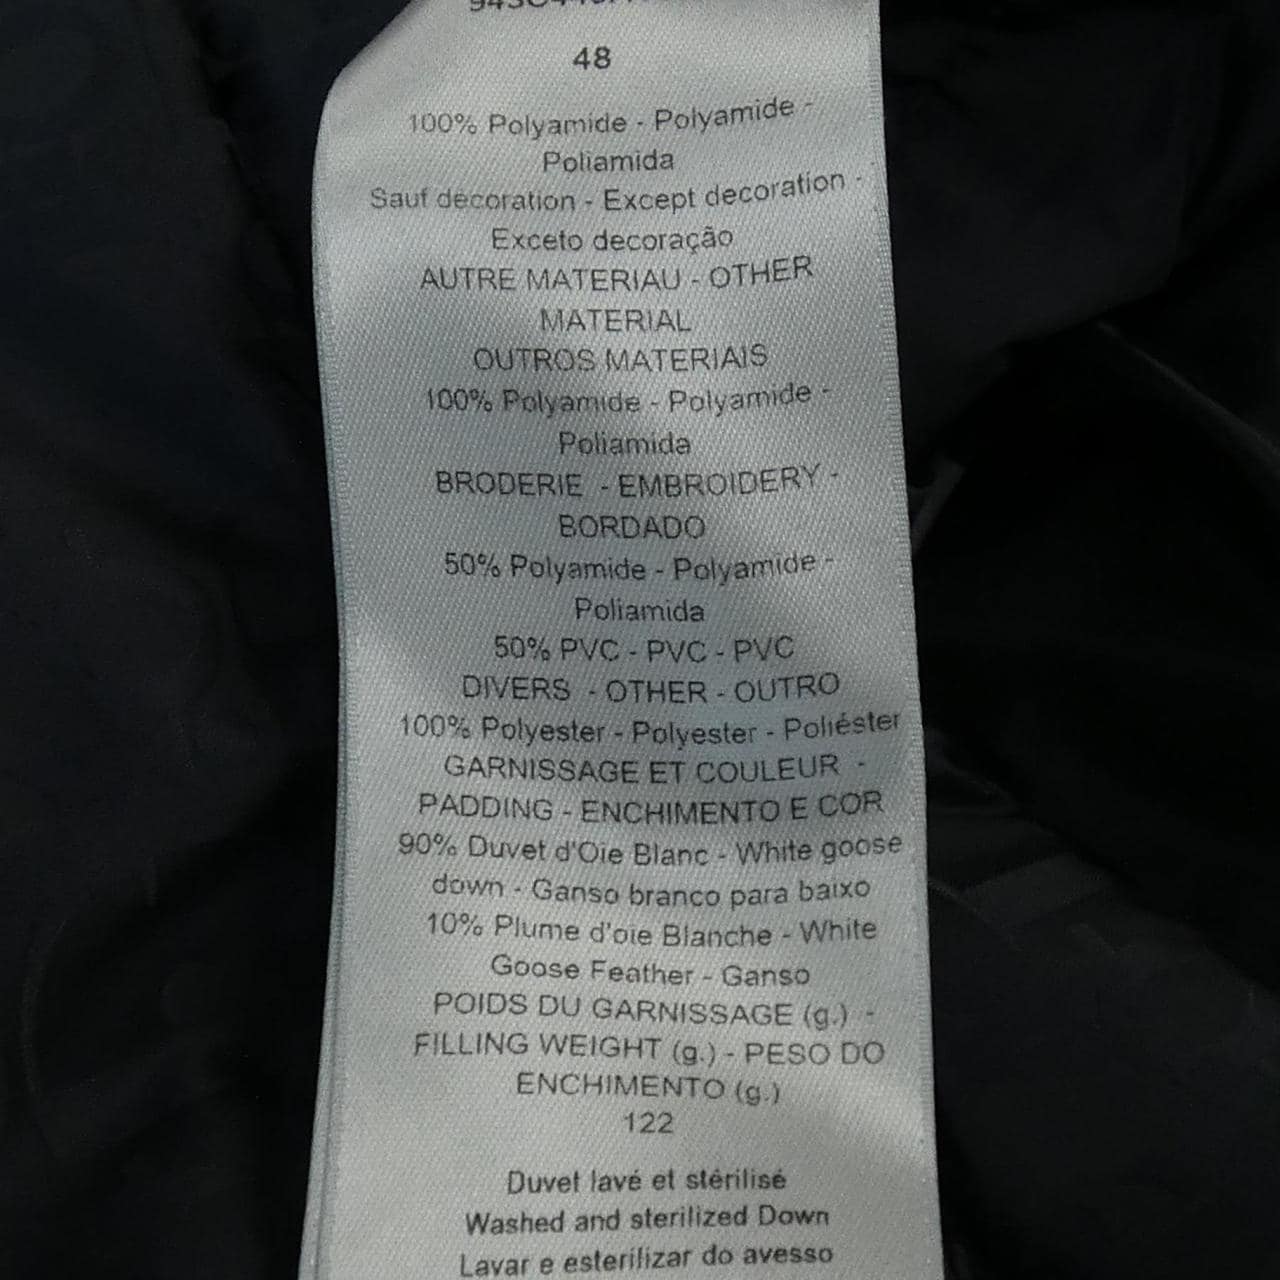 48
100% Polyamide - Polyamide -
Poliamida
Sauf décoration - Except decoration -
Exceto decoração
AUTRE MATERIAU - OTHER
MATERIAL
OUTROS MATERIAIS
100% Polyamide - Polyamide -
Poliamida
BRODERIE - EMBROIDERY -
BORDADO
50% Polyamide - Polyamide -
Poliamida
50% PVC - PVC - PVC
DIVERS - OTHER - OUTRO
100% Polyester - Polyester - Poliéster
GARNISSAGE ET COULEUR -
PADDING - ENCHIMENTO E COR
90% Duvet d'Oie Blanc - White goose
down - Ganso branco para baixo
10% Plume d'oie Blanche - White
Goose Feather - Ganso
POIDS DU GARNISSAGE (g.) -
FILLING WEIGHT (g.) - PESO DO
ENCHIMENTO (g.)
122
Duvet lavé et stérilisé
Washed and sterilized Down
Lavar e esterilizar do avesso